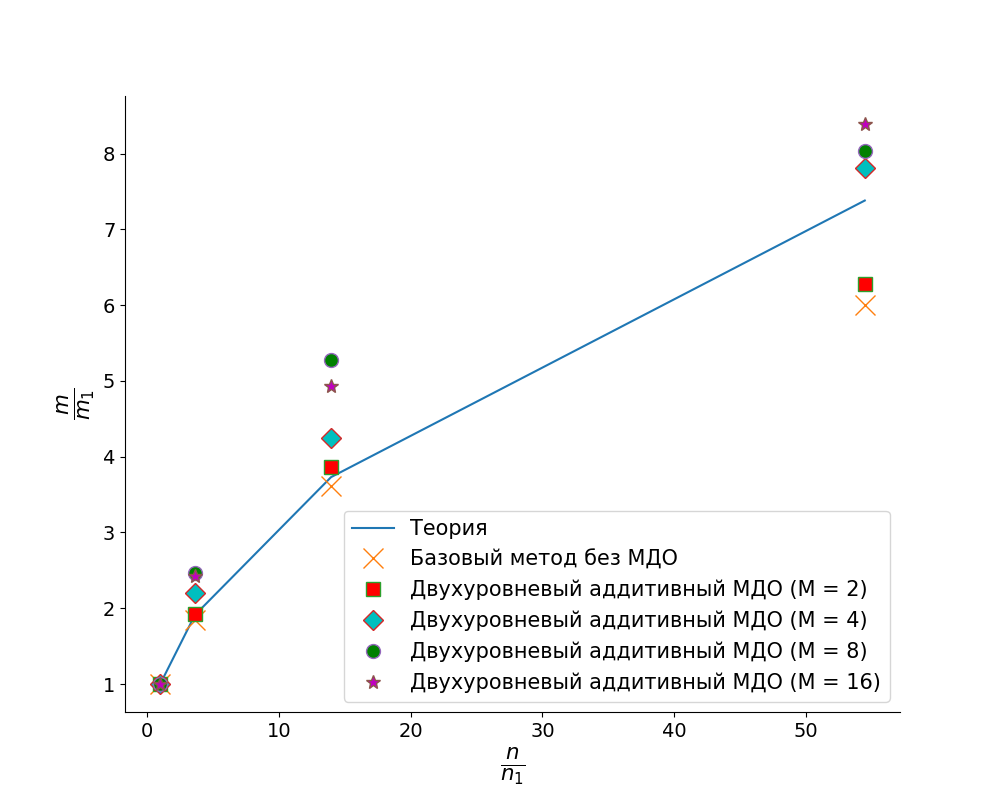 8
7
6
5
4
3
2
1
m
m1
0
10
20
30
40
50
n
n1
Теория
Базовый метод без МДО
Двухуровневый аддитивный МДО (M = 2)
Двухуровневый аддитивный МДО (M = 4)
Двухуровневый аддитивный МДО (M = 8)
Двухуровневый аддитивный МДО (M = 16)